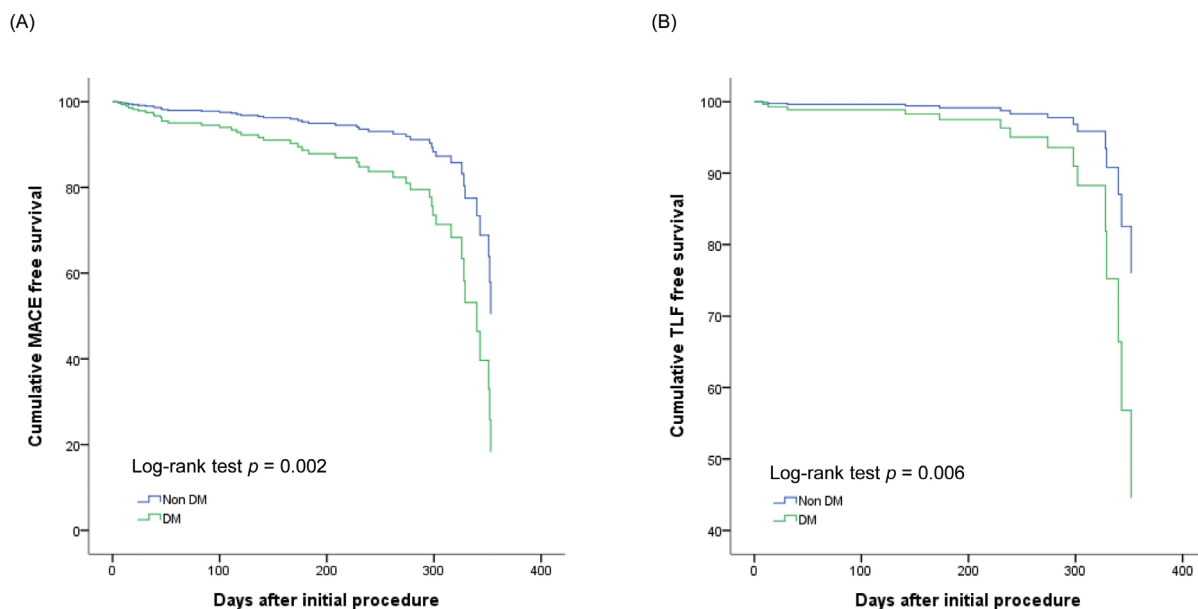 (A)
Cumulative MACE free survival
100
80
60
40
20
0
Log-rank test p = 0.002
Non DM
DM
0 100 200 300 400
Days after initial procedure
(B)
Cumulative TLF free survival
100
90
80
70
60
50
40
Log-rank test p = 0.006
Non DM
DM
0 100 200 300 400
Days after initial procedure